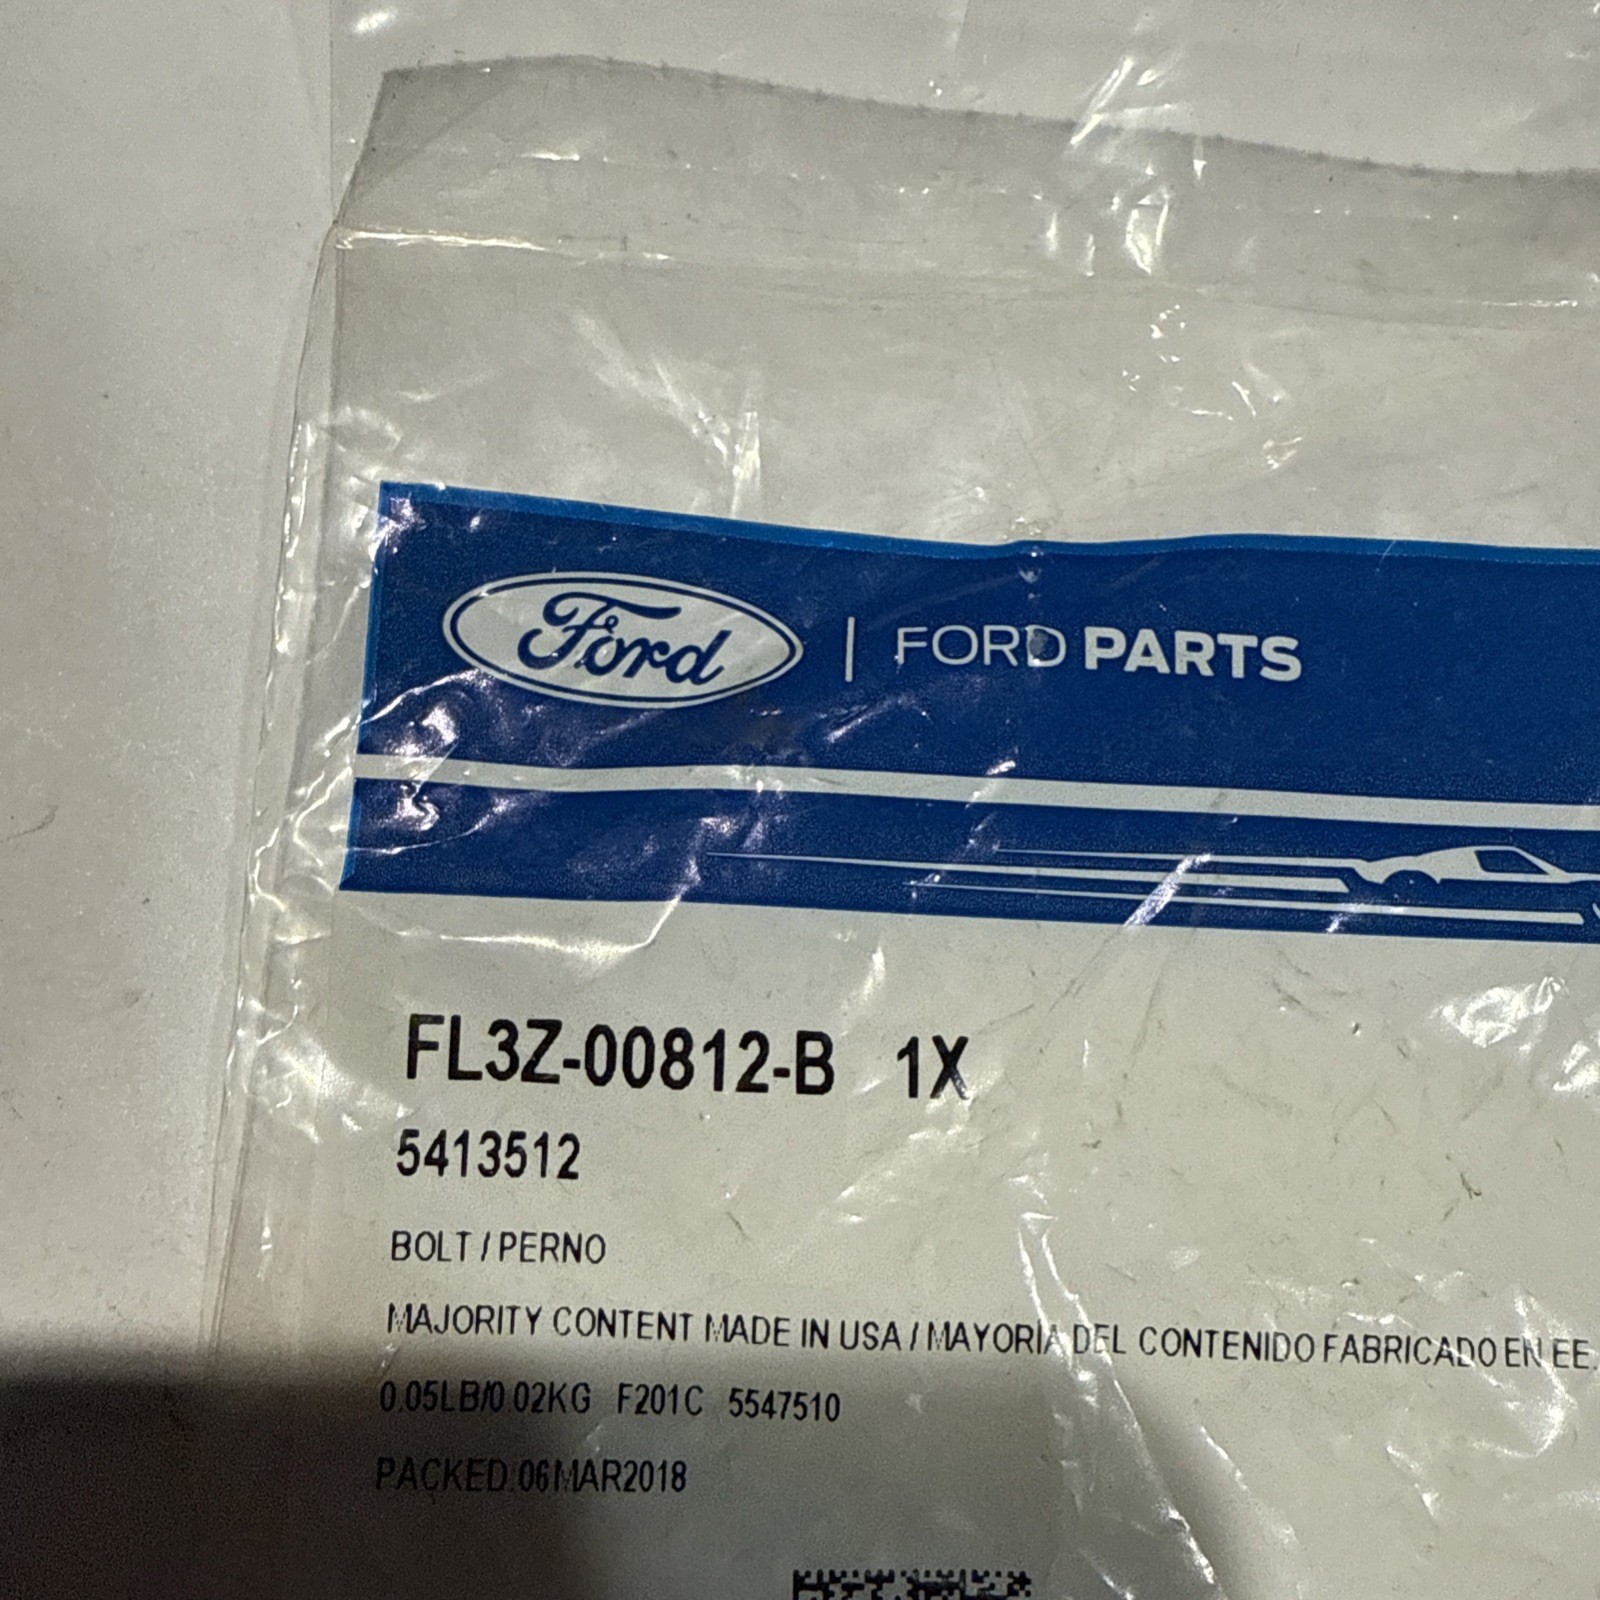 Ford | FORD PARTS
FL3Z-00812-B 1X
5413512
BOLT / PERNO
MAJORITY CONTENT MADE IN USA / MAYORÍA DEL CONTENIDO FABRICADO EN EE.
0.05LB/0.02KG F201C 5547510
PACKED:06MAR2018